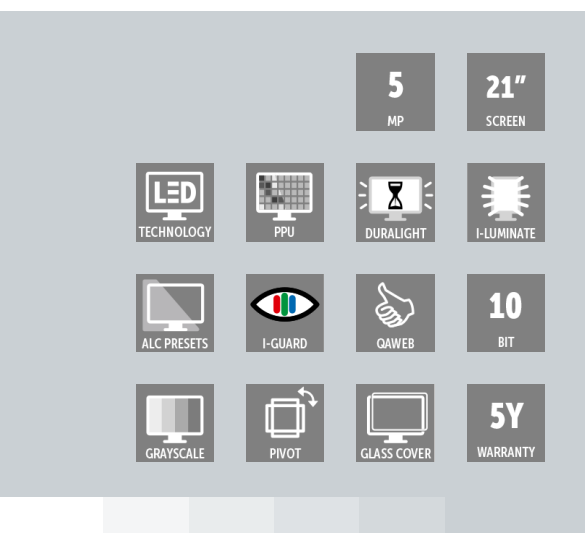 5
MP
21"
SCREEN
LED
TECHNOLOGY
PPU
DURALIGHT
I-LUMINATE
ALC PRESETS
I-GUARD
QAWEB
10
BIT
GRAYSCALE
PIVOT
GLASS COVER
5Y
WARRANTY